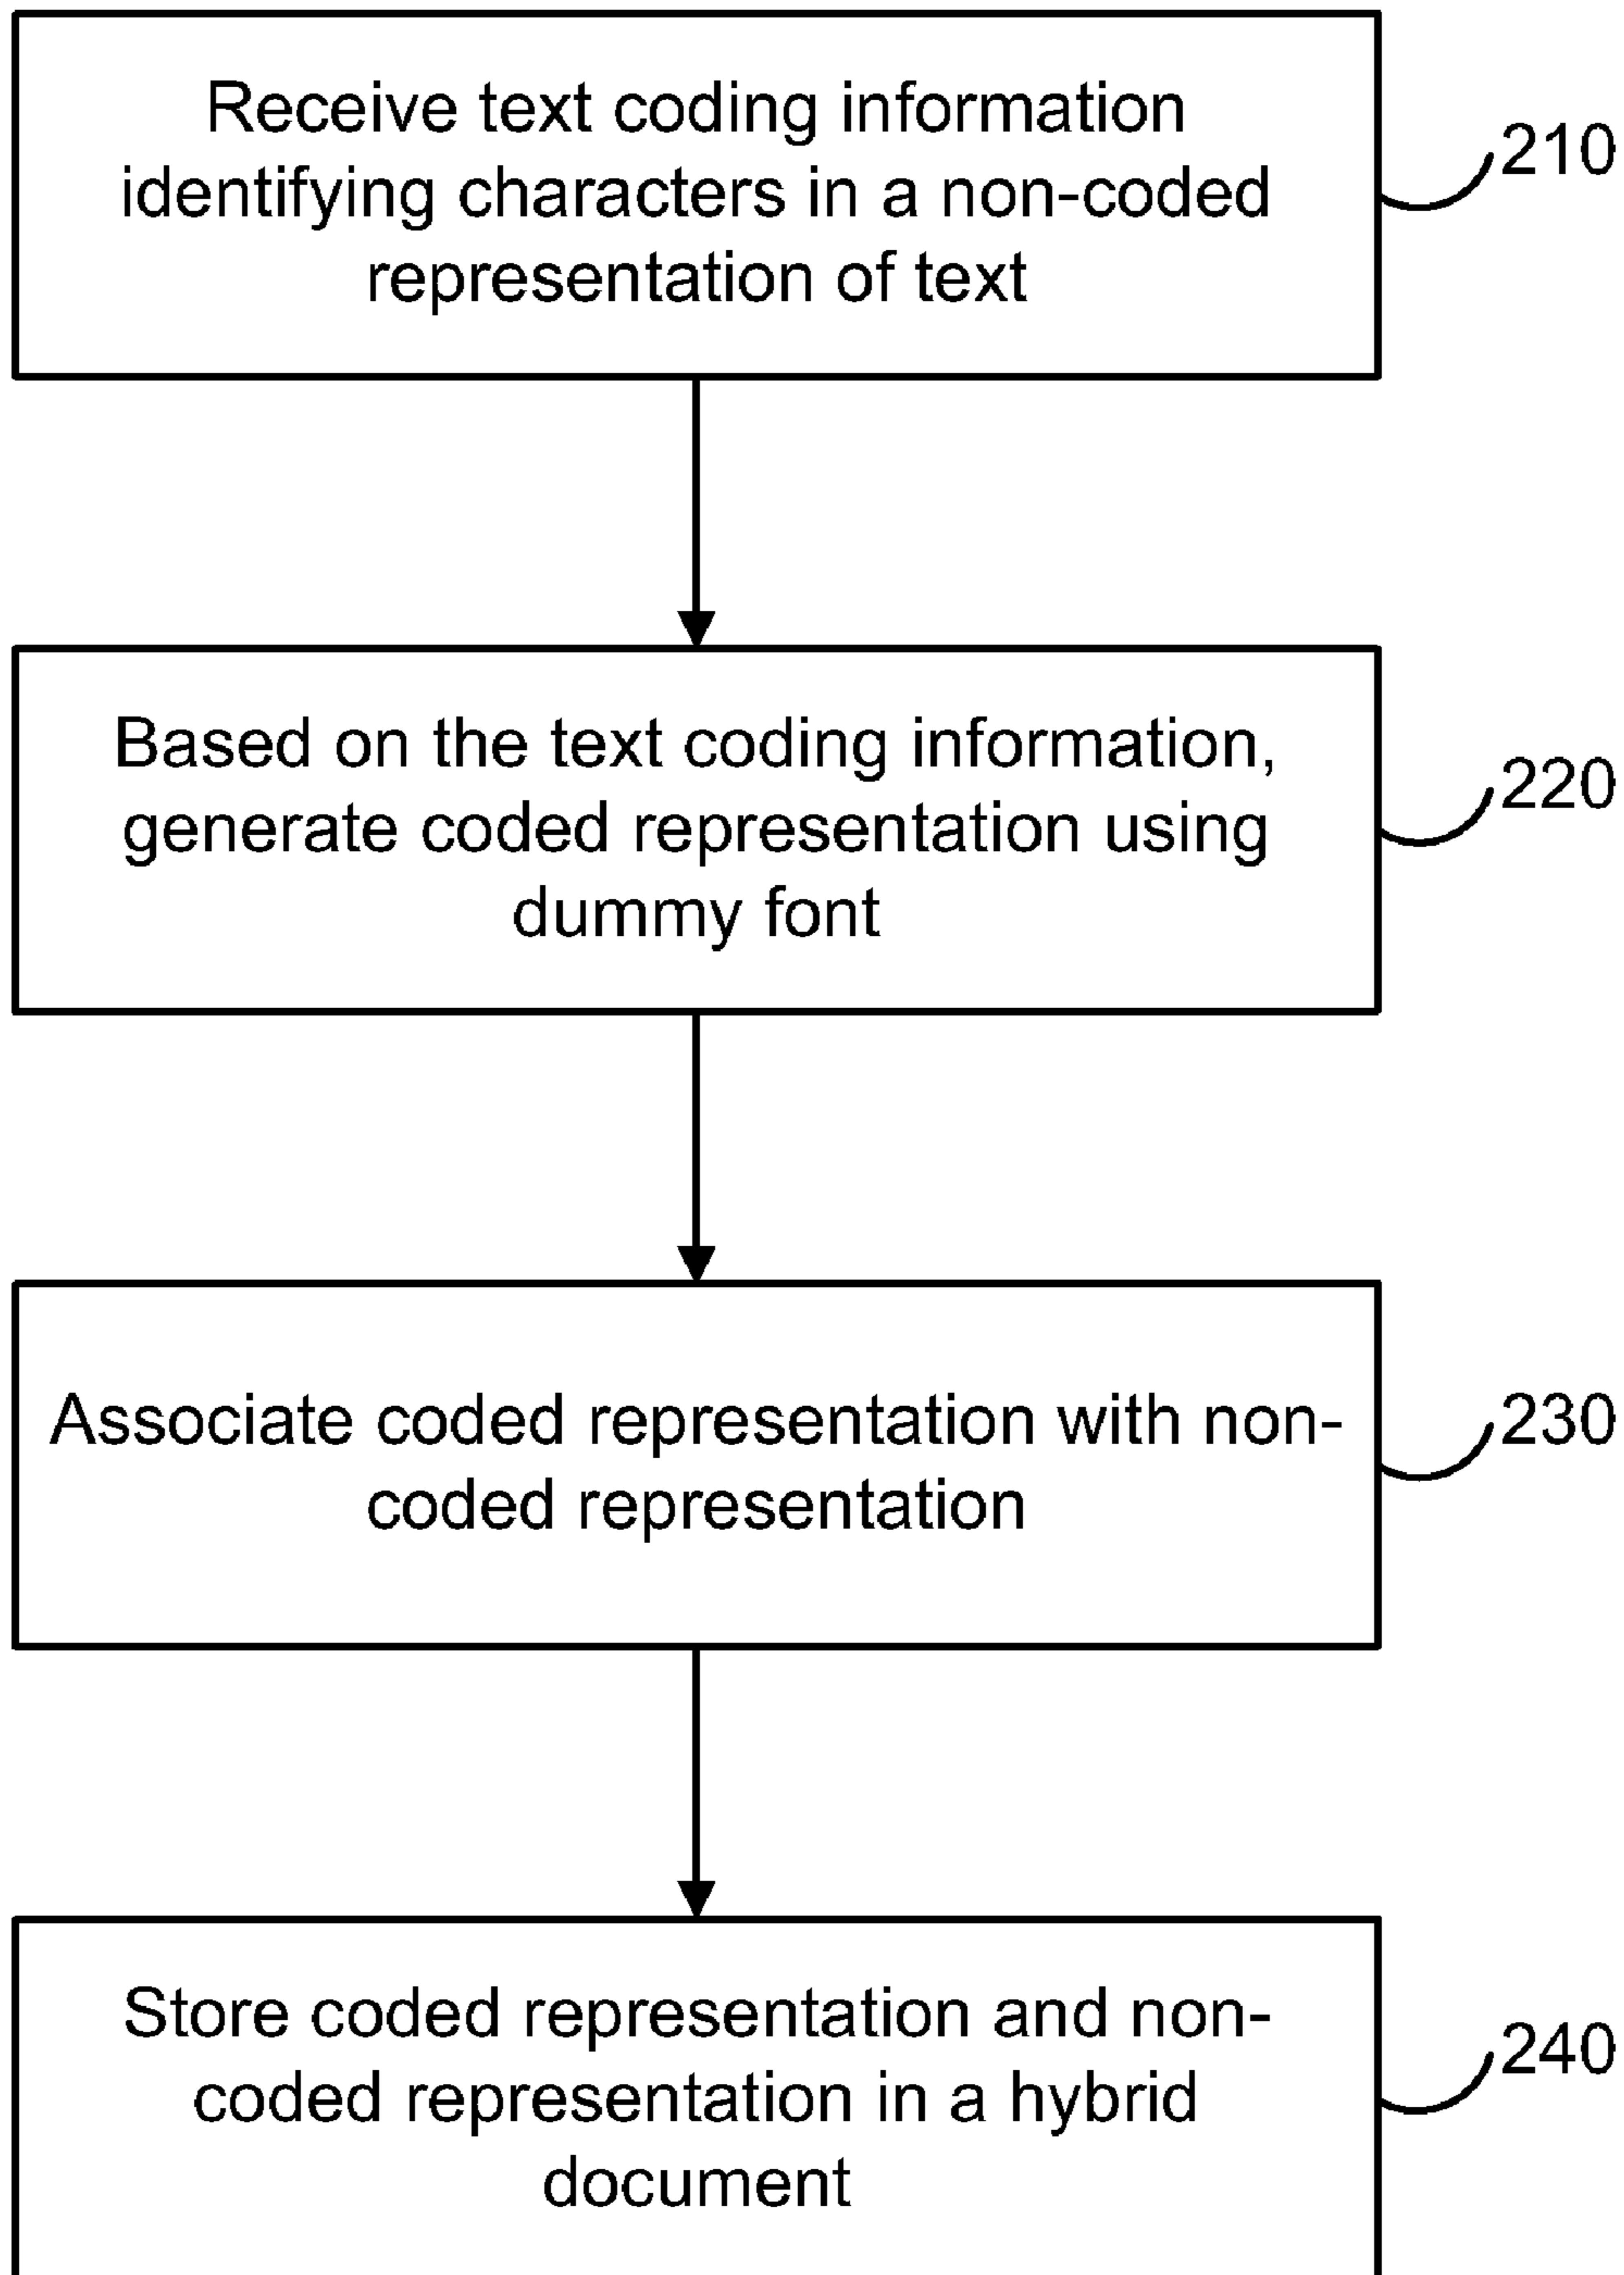 Receive text coding information
identifying characters in a non-coded
representation of text
210
Based on the text coding information,
generate coded representation using
dummy font
220
Associate coded representation with non-
coded representation
230
Store coded representation and non-
coded representation in a hybrid
document
240